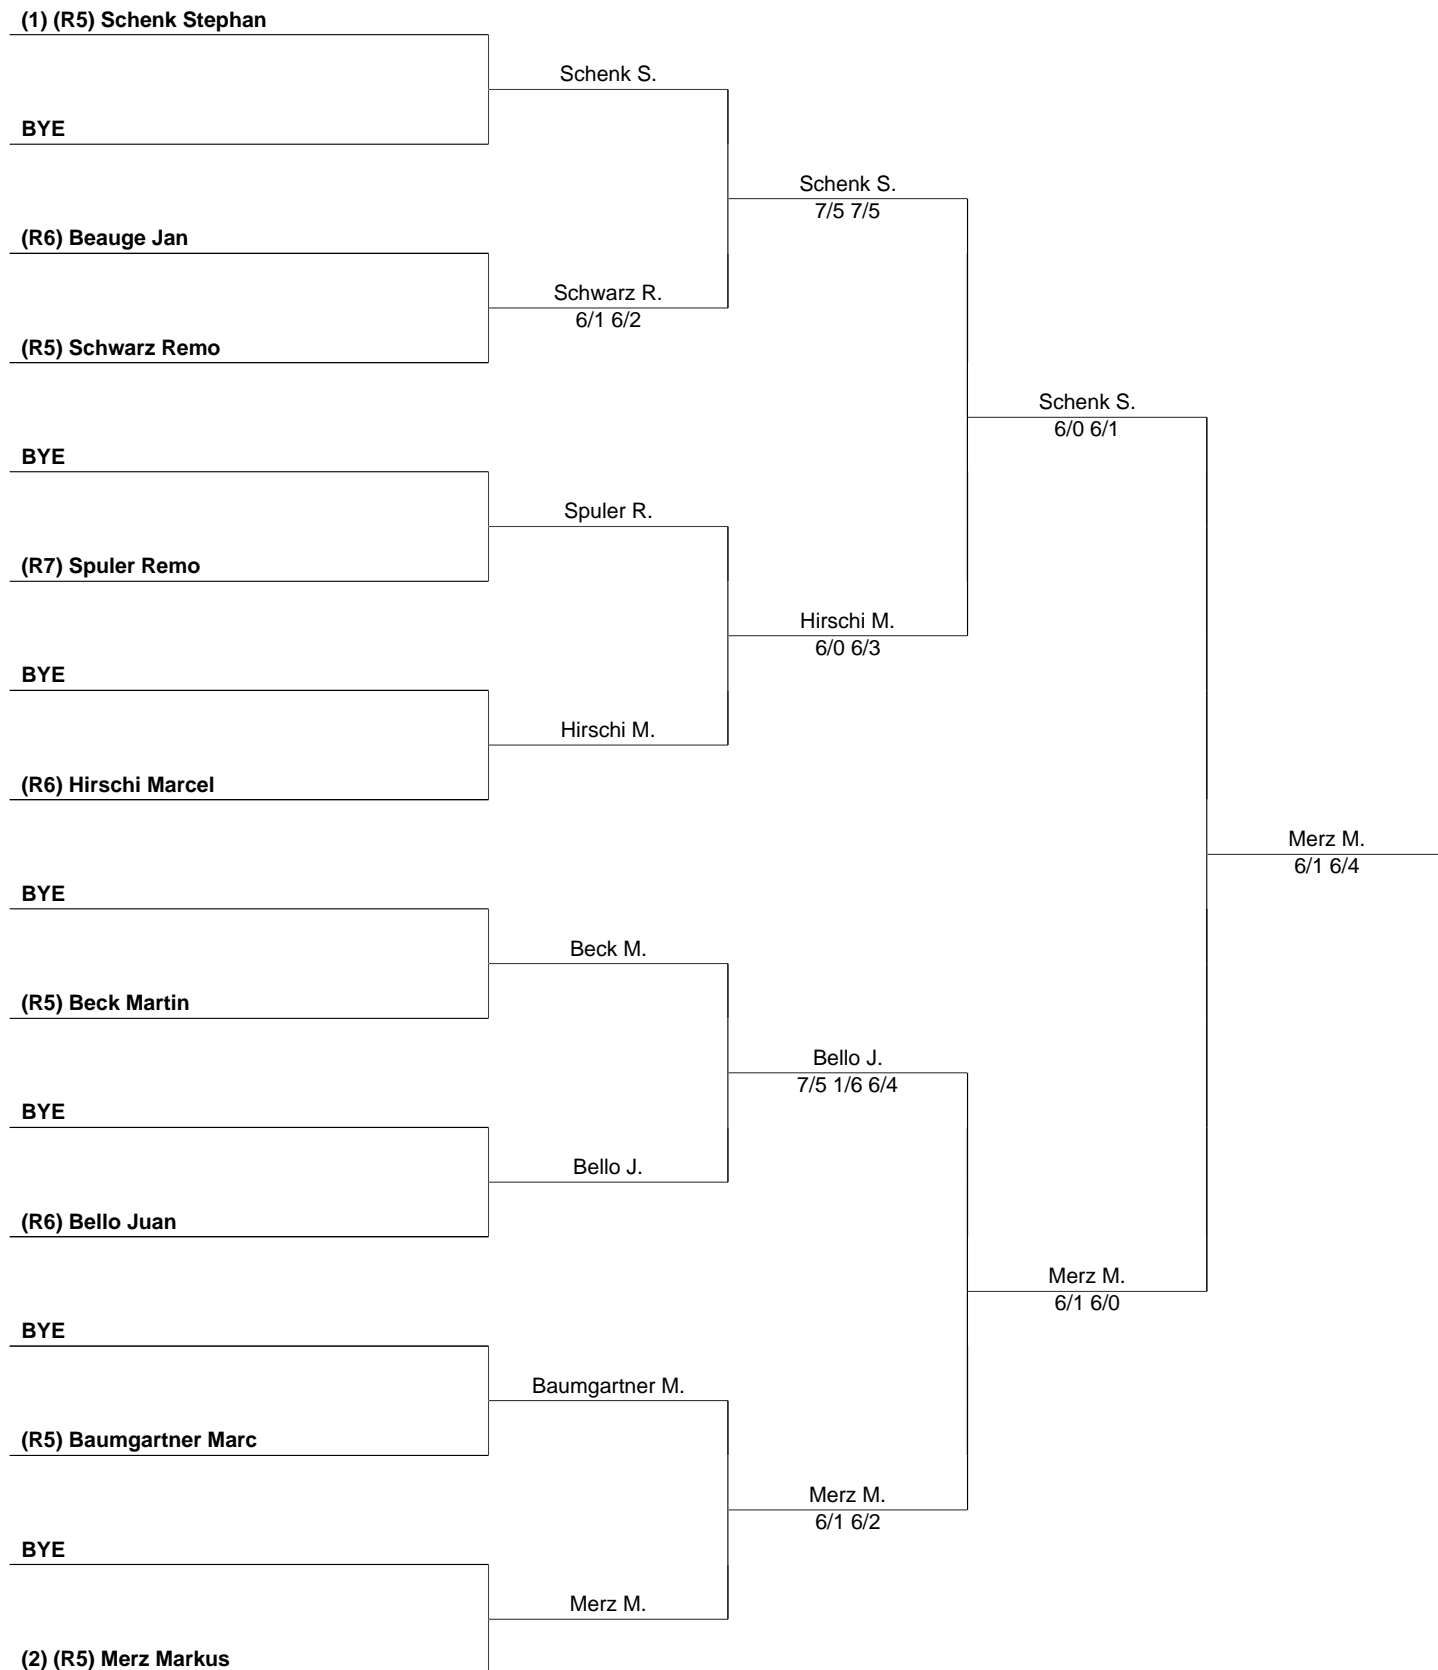 (1) (R5) Schenk Stephan
Schenk S.
BYE
Schenk S.
7/5 7/5
(R6) Beauge Jan
Schwarz R.
6/1 6/2
(R5) Schwarz Remo
Schenk S.
6/0 6/1
BYE
Spuler R.
(R7) Spuler Remo
Hirschi M.
6/0 6/3
BYE
Hirschi M.
(R6) Hirschi Marcel
Merz M.
6/1 6/4
BYE
Beck M.
(R5) Beck Martin
Bello J.
7/5 1/6 6/4
BYE
Bello J.
(R6) Bello Juan
Merz M.
6/1 6/0
BYE
Baumgartner M.
(R5) Baumgartner Marc
Merz M.
6/1 6/2
BYE
Merz M.
(2) (R5) Merz Markus